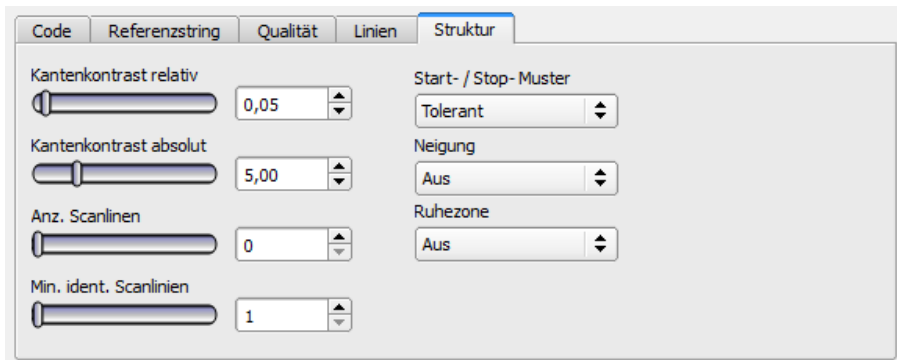 Code Referenzstring Qualität Linien Struktur
Kantenkontrast relativ
0,05
Kantenkontrast absolut
5,00
Anz. Scanlinen
0
Min. ident. Scanlinien
1
Start- / Stop- Muster
Tolerant
Neigung
Aus
Ruhezone
Aus